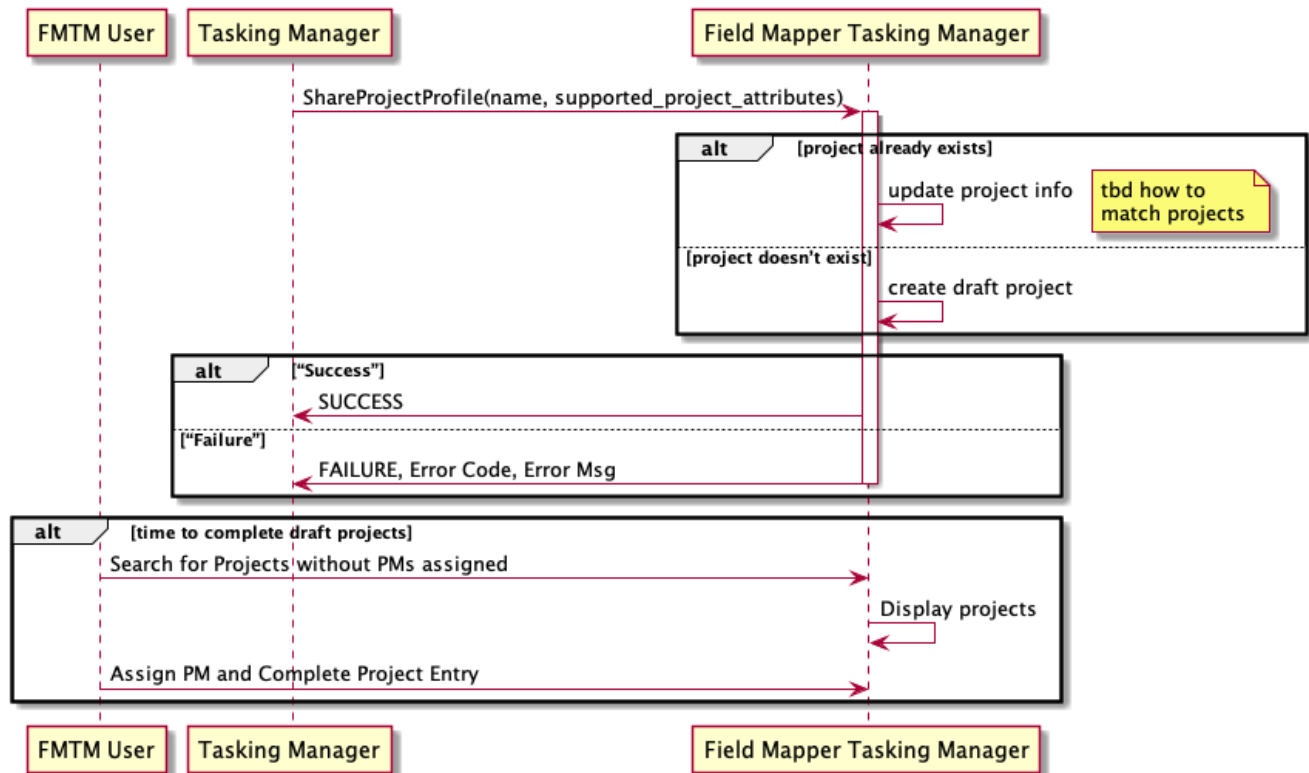 FMTM User
Tasking Manager
Field Mapper Tasking Manager
ShareProjectProfile(name, supported_project_attributes)
alt
[project already exists]
update project info
tbd how to
match projects
[project doesn't exist]
create draft project
alt
[“Success”]
SUCCESS
[“Failure”]
FAILURE, Error Code, Error Msg
alt
[time to complete draft projects]
Search for Projects without PMs assigned
Display projects
Assign PM and Complete Project Entry
FMTM User
Tasking Manager
Field Mapper Tasking Manager